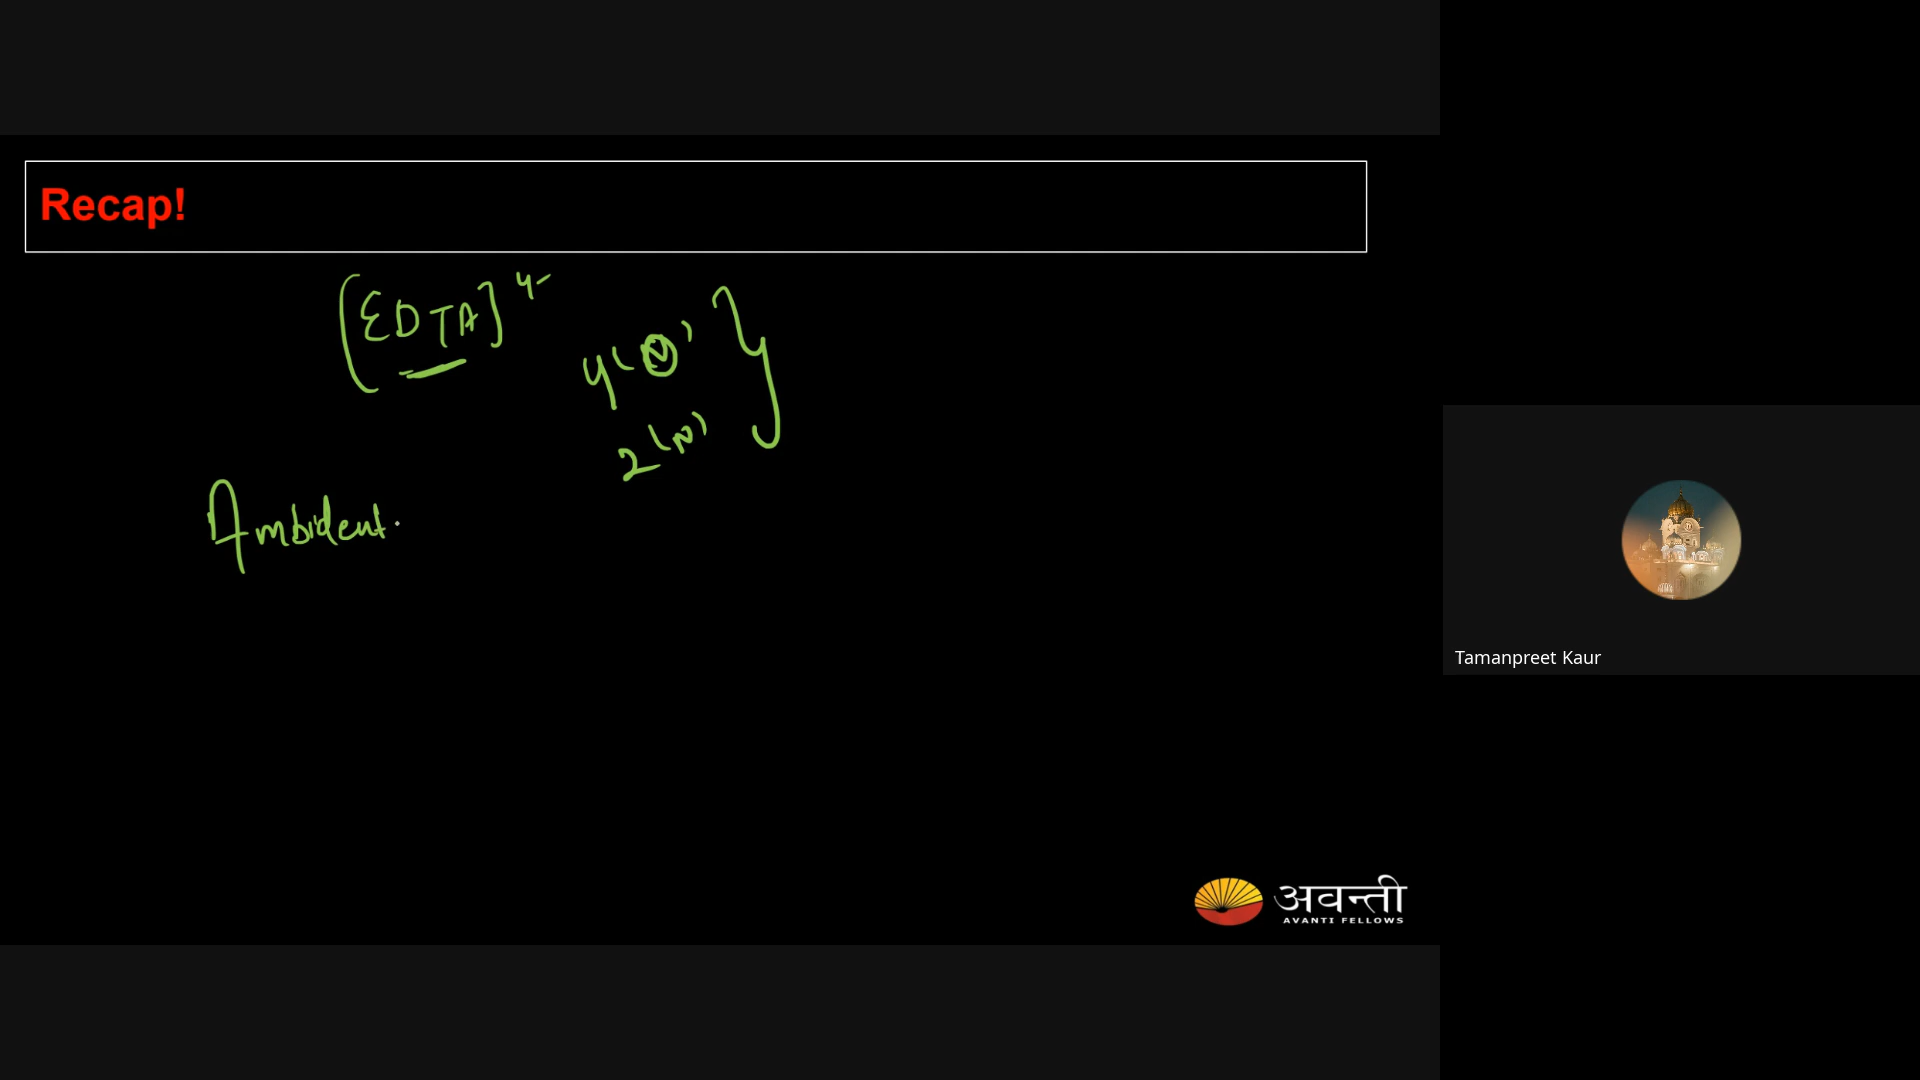 Recap!
[EDTA]4-
4(O)
2(N)
Ambident.
Tamanpreet Kaur
अवन्ती
AVANTI FELLOWS